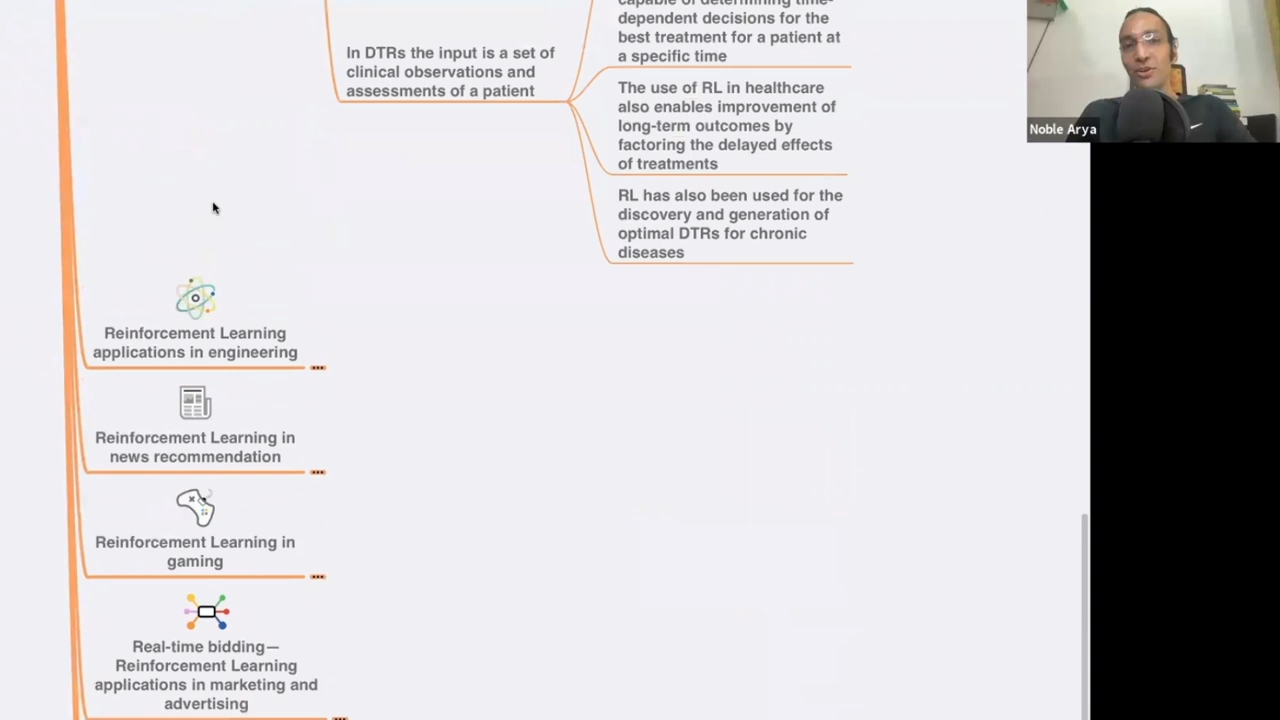 capable of determining time-
dependent decisions for the
best treatment for a patient at
a specific time
In DTRs the input is a set of
clinical observations and
assessments of a patient
The use of RL in healthcare
also enables improvement of
long-term outcomes by
factoring the delayed effects
of treatments
RL has also been used for the
discovery and generation of
optimal DTRs for chronic
diseases
Reinforcement Learning
applications in engineering
Reinforcement Learning in
news recommendation
Reinforcement Learning in
gaming
Real-time bidding—
Reinforcement Learning
applications in marketing and
advertising
Noble Arya